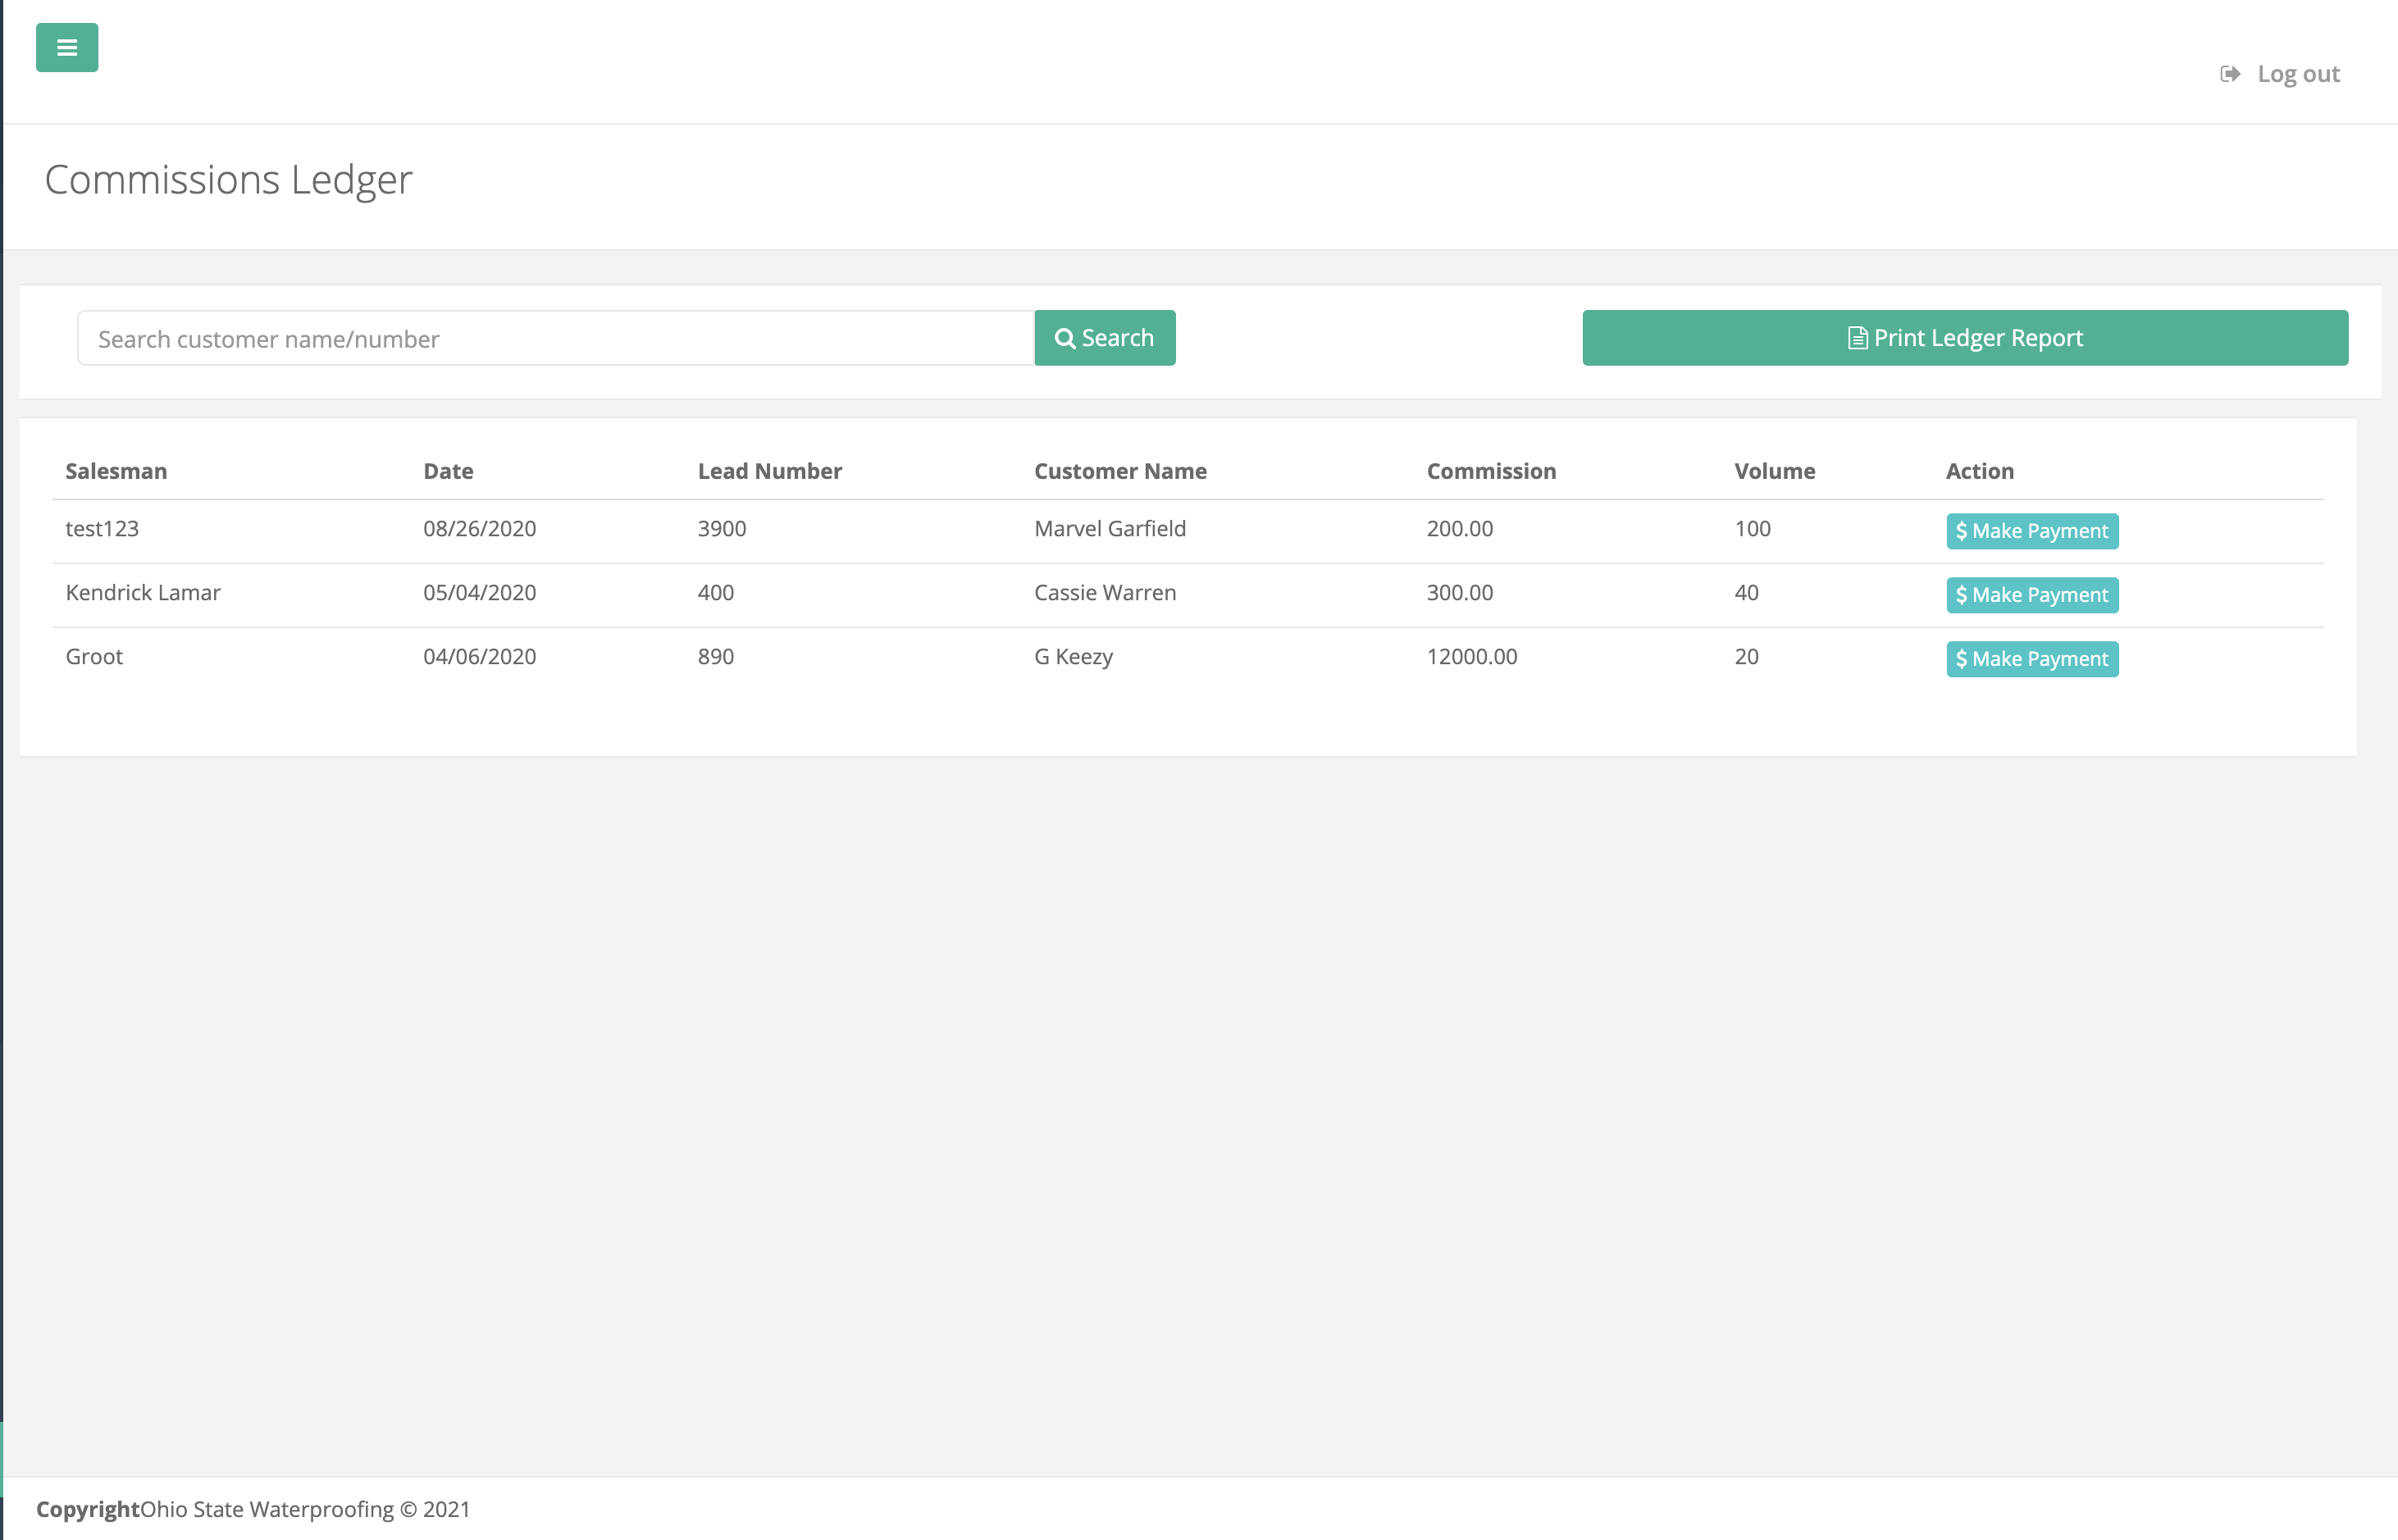 Log out
Commissions Ledger
Search customer name/number Search Print Ledger Report
Salesman Date Lead Number Customer Name Commission Volume Action
test123 08/26/2020 3900 Marvel Garfield 200.00 100 $ Make Payment
Kendrick Lamar 05/04/2020 400 Cassie Warren 300.00 40 $ Make Payment
Groot 04/06/2020 890 G Keezy 12000.00 20 $ Make Payment
CopyrightOhio State Waterproofing © 2021